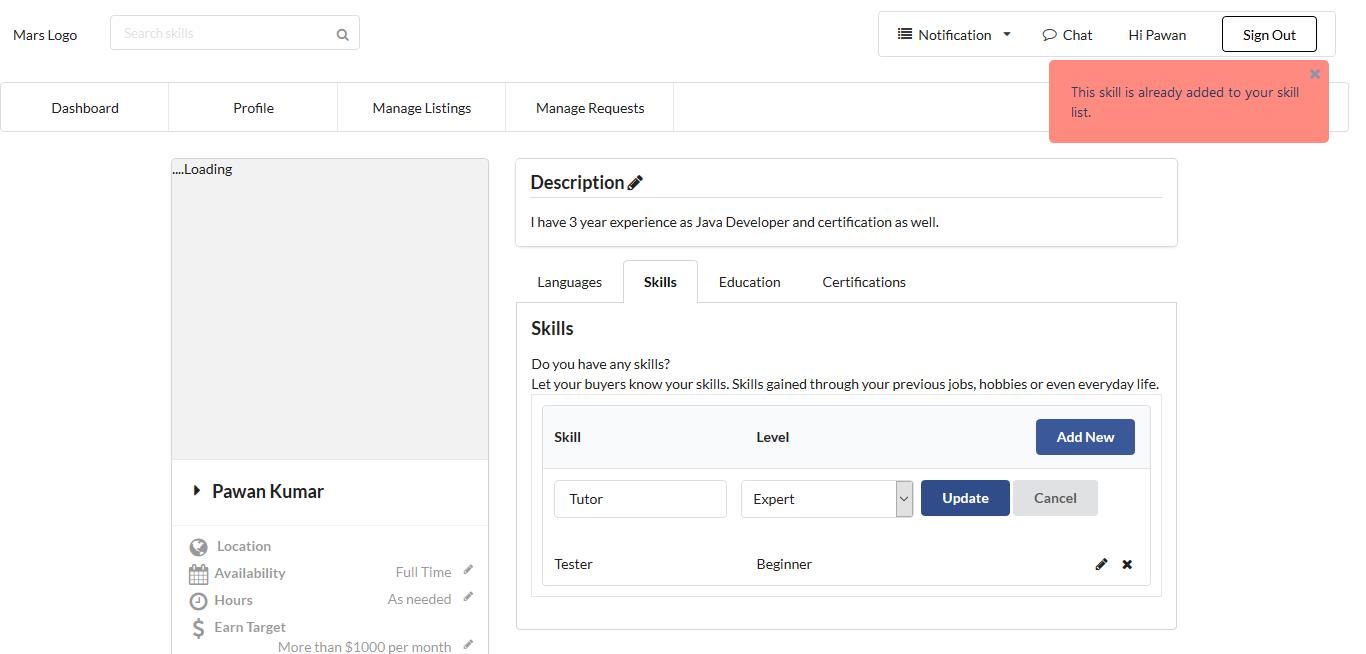 Mars Logo
Search skills
Notification
Chat
Hi Pawan
Sign Out
This skill is already added to your skill
list.
Dashboard
Profile
Manage Listings
Manage Requests
....Loading
Pawan Kumar
Location
Availability
Full Time
Hours
As needed
Earn Target
More than $1000 per month
Description
I have 3 year experience as Java Developer and certification as well.
Languages
Skills
Education
Certifications
Skills
Do you have any skills?
Let your buyers know your skills. Skills gained through your previous jobs, hobbies or even everyday life.
Skill
Level
Add New
Tutor
Expert
Update
Cancel
Tester
Beginner